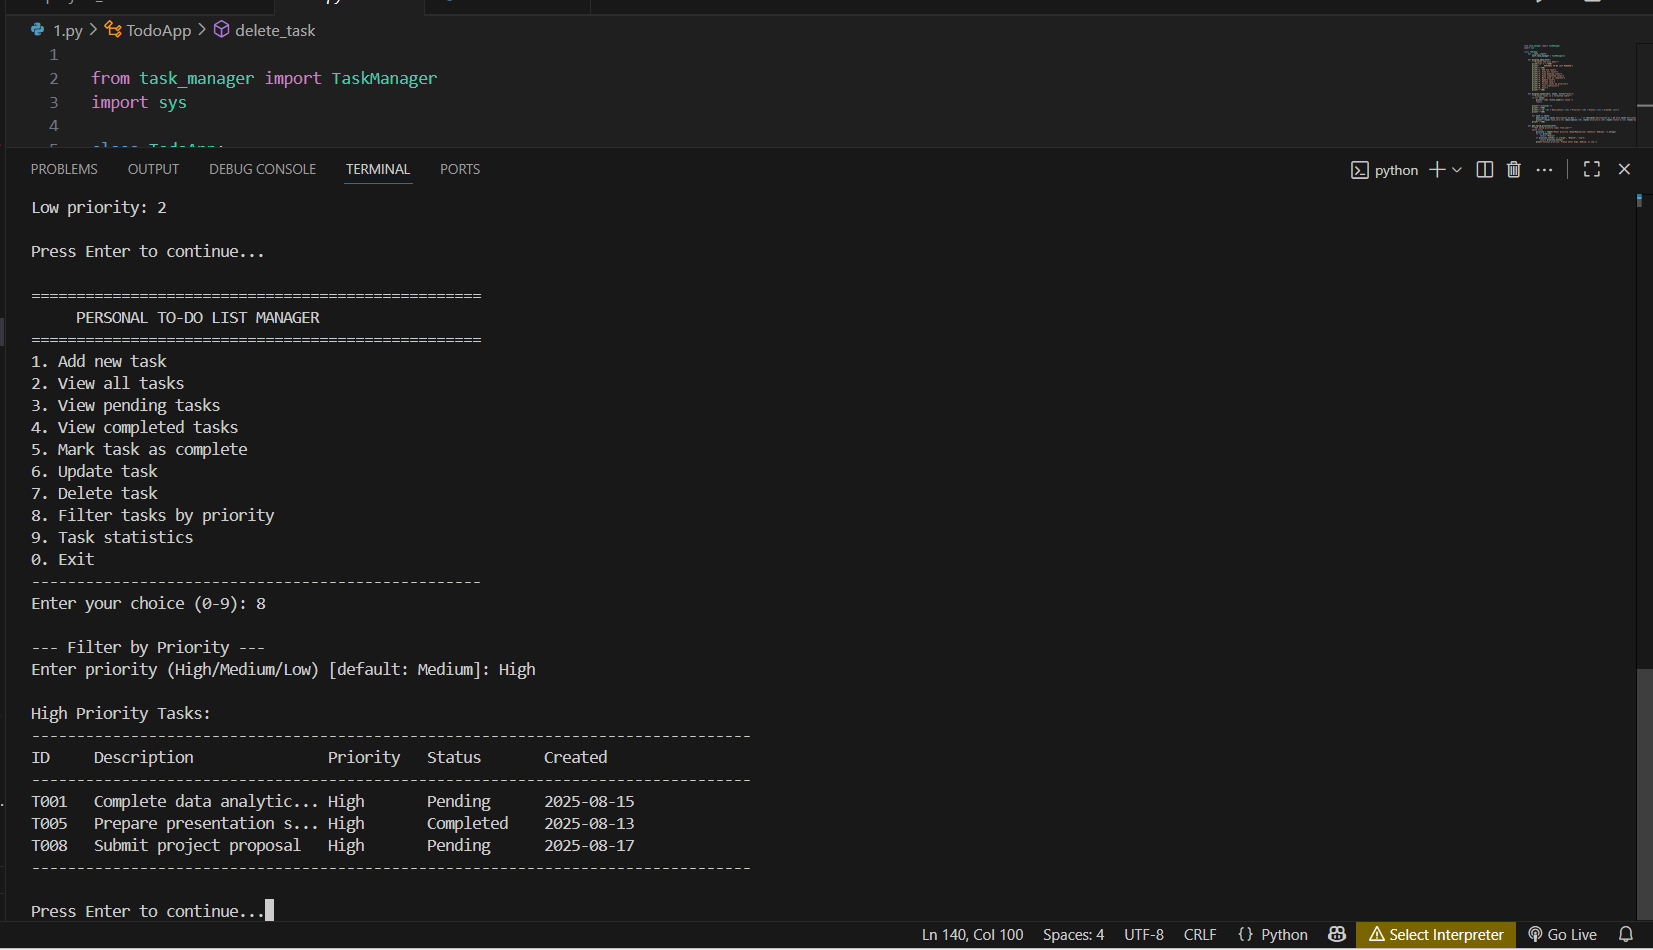 1.py > TodoApp > delete_task
1
2 from task_manager import TaskManager
3 import sys
4
5 class TodoApp:
PROBLEMS OUTPUT DEBUG CONSOLE TERMINAL PORTS
python
Low priority: 2
Press Enter to continue...
==================================================
PERSONAL TO-DO LIST MANAGER
==================================================
1. Add new task
2. View all tasks
3. View pending tasks
4. View completed tasks
5. Mark task as complete
6. Update task
7. Delete task
8. Filter tasks by priority
9. Task statistics
0. Exit
--------------------------------------------------
Enter your choice (0-9): 8
--- Filter by Priority ---
Enter priority (High/Medium/Low) [default: Medium]: High
High Priority Tasks:
--------------------------------------------------------------------------------
ID Description Priority Status Created
--------------------------------------------------------------------------------
T001 Complete data analytic... High Pending 2025-08-15
T005 Prepare presentation s... High Completed 2025-08-13
T008 Submit project proposal High Pending 2025-08-17
--------------------------------------------------------------------------------
Press Enter to continue...
Ln 140, Col 100 Spaces: 4 UTF-8 CRLF {} Python Select Interpreter Go Live